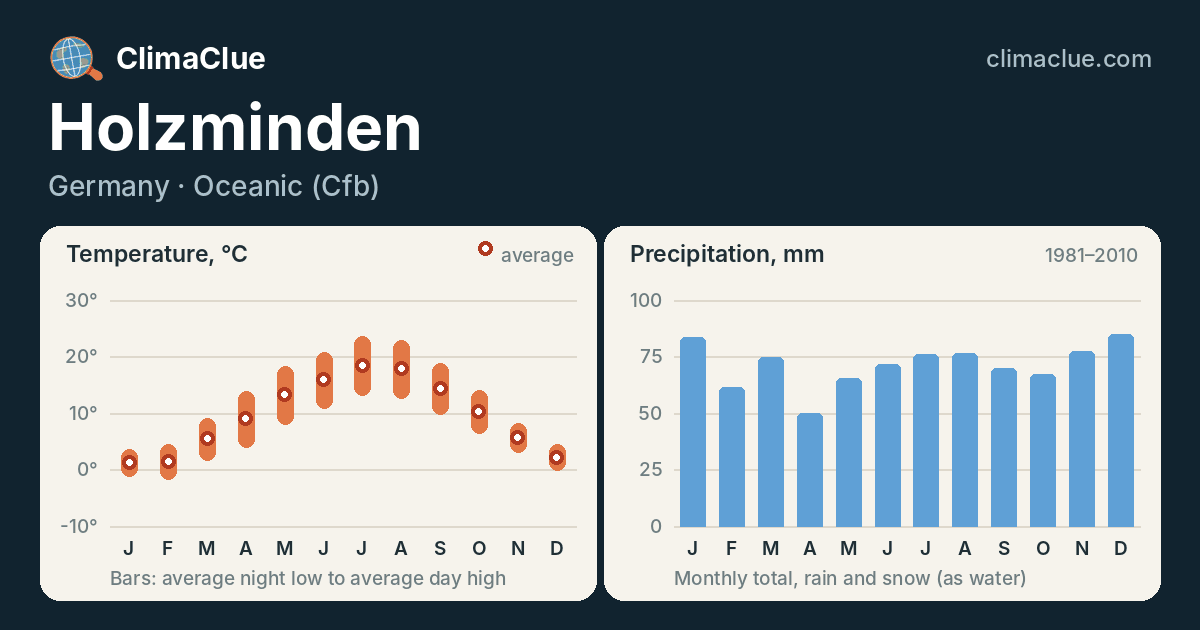 ClimaClue
climaclue.com
Holzminden
Germany · Oceanic (Cfb)
Temperature, °C
average
30°
20°
10°
0°
-10°
J F M A M J J A S O N D
Bars: average night low to average day high
Precipitation, mm
1981–2010
100
75
50
25
0
J F M A M J J A S O N D
Monthly total, rain and snow (as water)